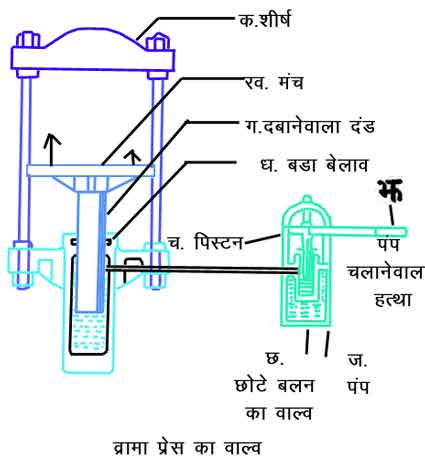 क.शीर्ष
रव. मंच
ग.दबानेवाला दंड
ध. बडा बेलाव
झ
च. पिस्टन
पंप
चलानेवाल
हत्था
छ.
छोटे बलन
का वाल्व
ज.
पंप
व्रामा प्रेस का वाल्व